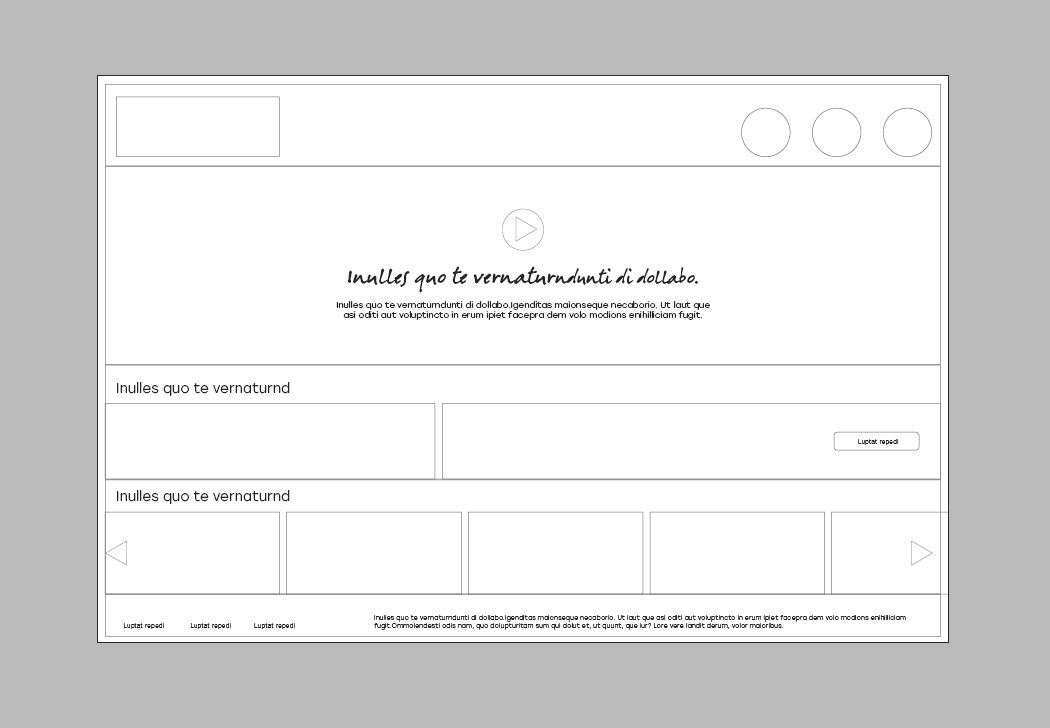 Inulles quo te vernaturndunti di dollabo.
Inulles quo te vernaturndunti di dollabo.Igenditas maionseque necaborio. Ut laut que
asi oditi aut voluptincto in erum ipiet facepra dem volo modions enihilliciam fugit.
Inulles quo te vernaturnd
Luptat repedi
Inulles quo te vernaturnd
Luptat repedi Luptat repedi Luptat repedi
Inulles quo te vernaturndunti di dollabo.Igenditas maionseque necaborio. Ut laut que asi oditi aut voluptincto in erum ipiet facepra dem volo modions enihilliciam
fugit.Ommolendesti odis nam, quo dolupturitam sum qui dolut et, ut quunt, que iur? Lore vere landit derum, volor maioribus.